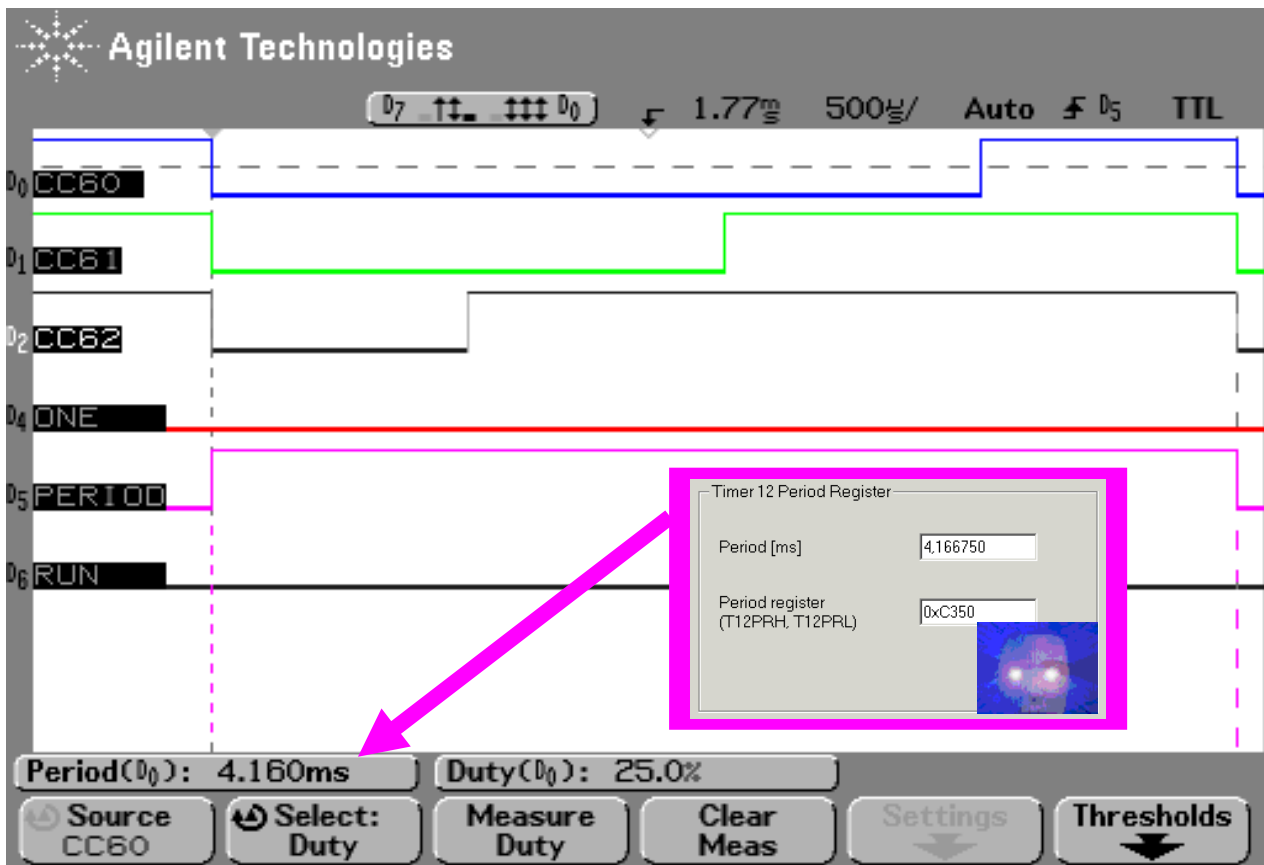 Agilent Technologies
D7 D0 1.77ms 500us/ Auto D5 TTL
D0 CC60
D1 CC61
D2 CC62
D4 ONE
D5 PERIOD
D6 RUN
Timer 12 Period Register
Period [ms] 4,166750
Period register 0xC350
(T12PRH, T12PRL)
Period(D0): 4.160ms Duty(D0): 25.0%
Source Select: Measure Clear Settings Thresholds
CC60 Duty Duty Meas